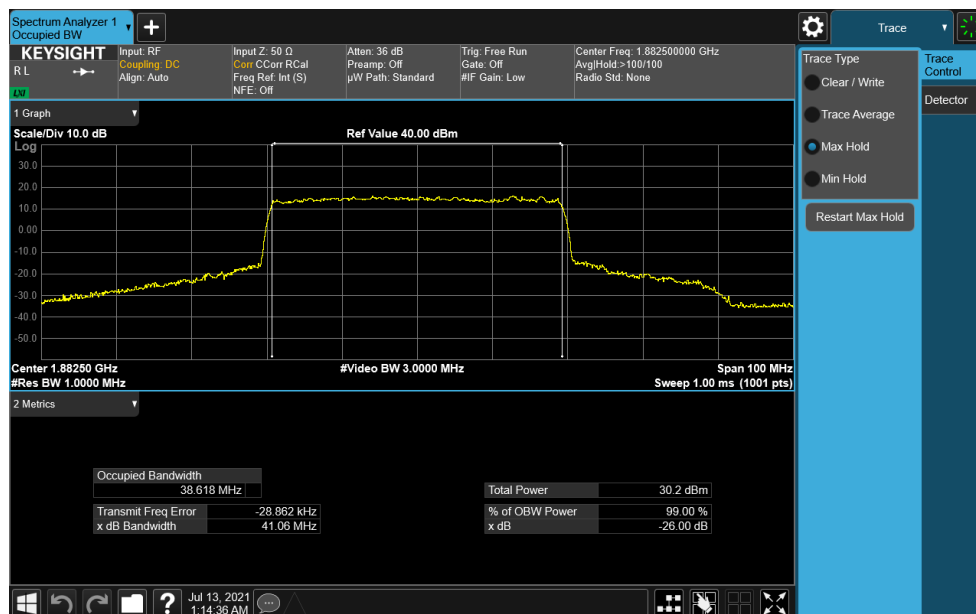 Spectrum Analyzer 1
Occupied BW
+
Trace
KEYSIGHT
R L
LXI
Input: RF
Coupling: DC
Align: Auto
Input Z: 50 Ω
Corr CCorr RCal
Freq Ref: Int (S)
NFE: Off
Atten: 36 dB
Preamp: Off
µW Path: Standard
Trig: Free Run
Gate: Off
#IF Gain: Low
Center Freq: 1.882500000 GHz
Avg|Hold:>100/100
Radio Std: None
Trace Type
Clear / Write
Trace Average
Max Hold
Min Hold
Restart Max Hold
Trace
Control
Detector
1 Graph
Scale/Div 10.0 dB
Ref Value 40.00 dBm
Log
30.0
20.0
10.0
0.00
-10.0
-20.0
-30.0
-40.0
-50.0
Center 1.88250 GHz
#Video BW 3.0000 MHz
Span 100 MHz
#Res BW 1.0000 MHz
Sweep 1.00 ms (1001 pts)
2 Metrics
Occupied Bandwidth
38.618 MHz
Total Power 30.2 dBm
Transmit Freq Error -28.862 kHz
% of OBW Power 99.00 %
x dB Bandwidth 41.06 MHz
x dB -26.00 dB
?
Jul 13, 2021
1:14:36 AM